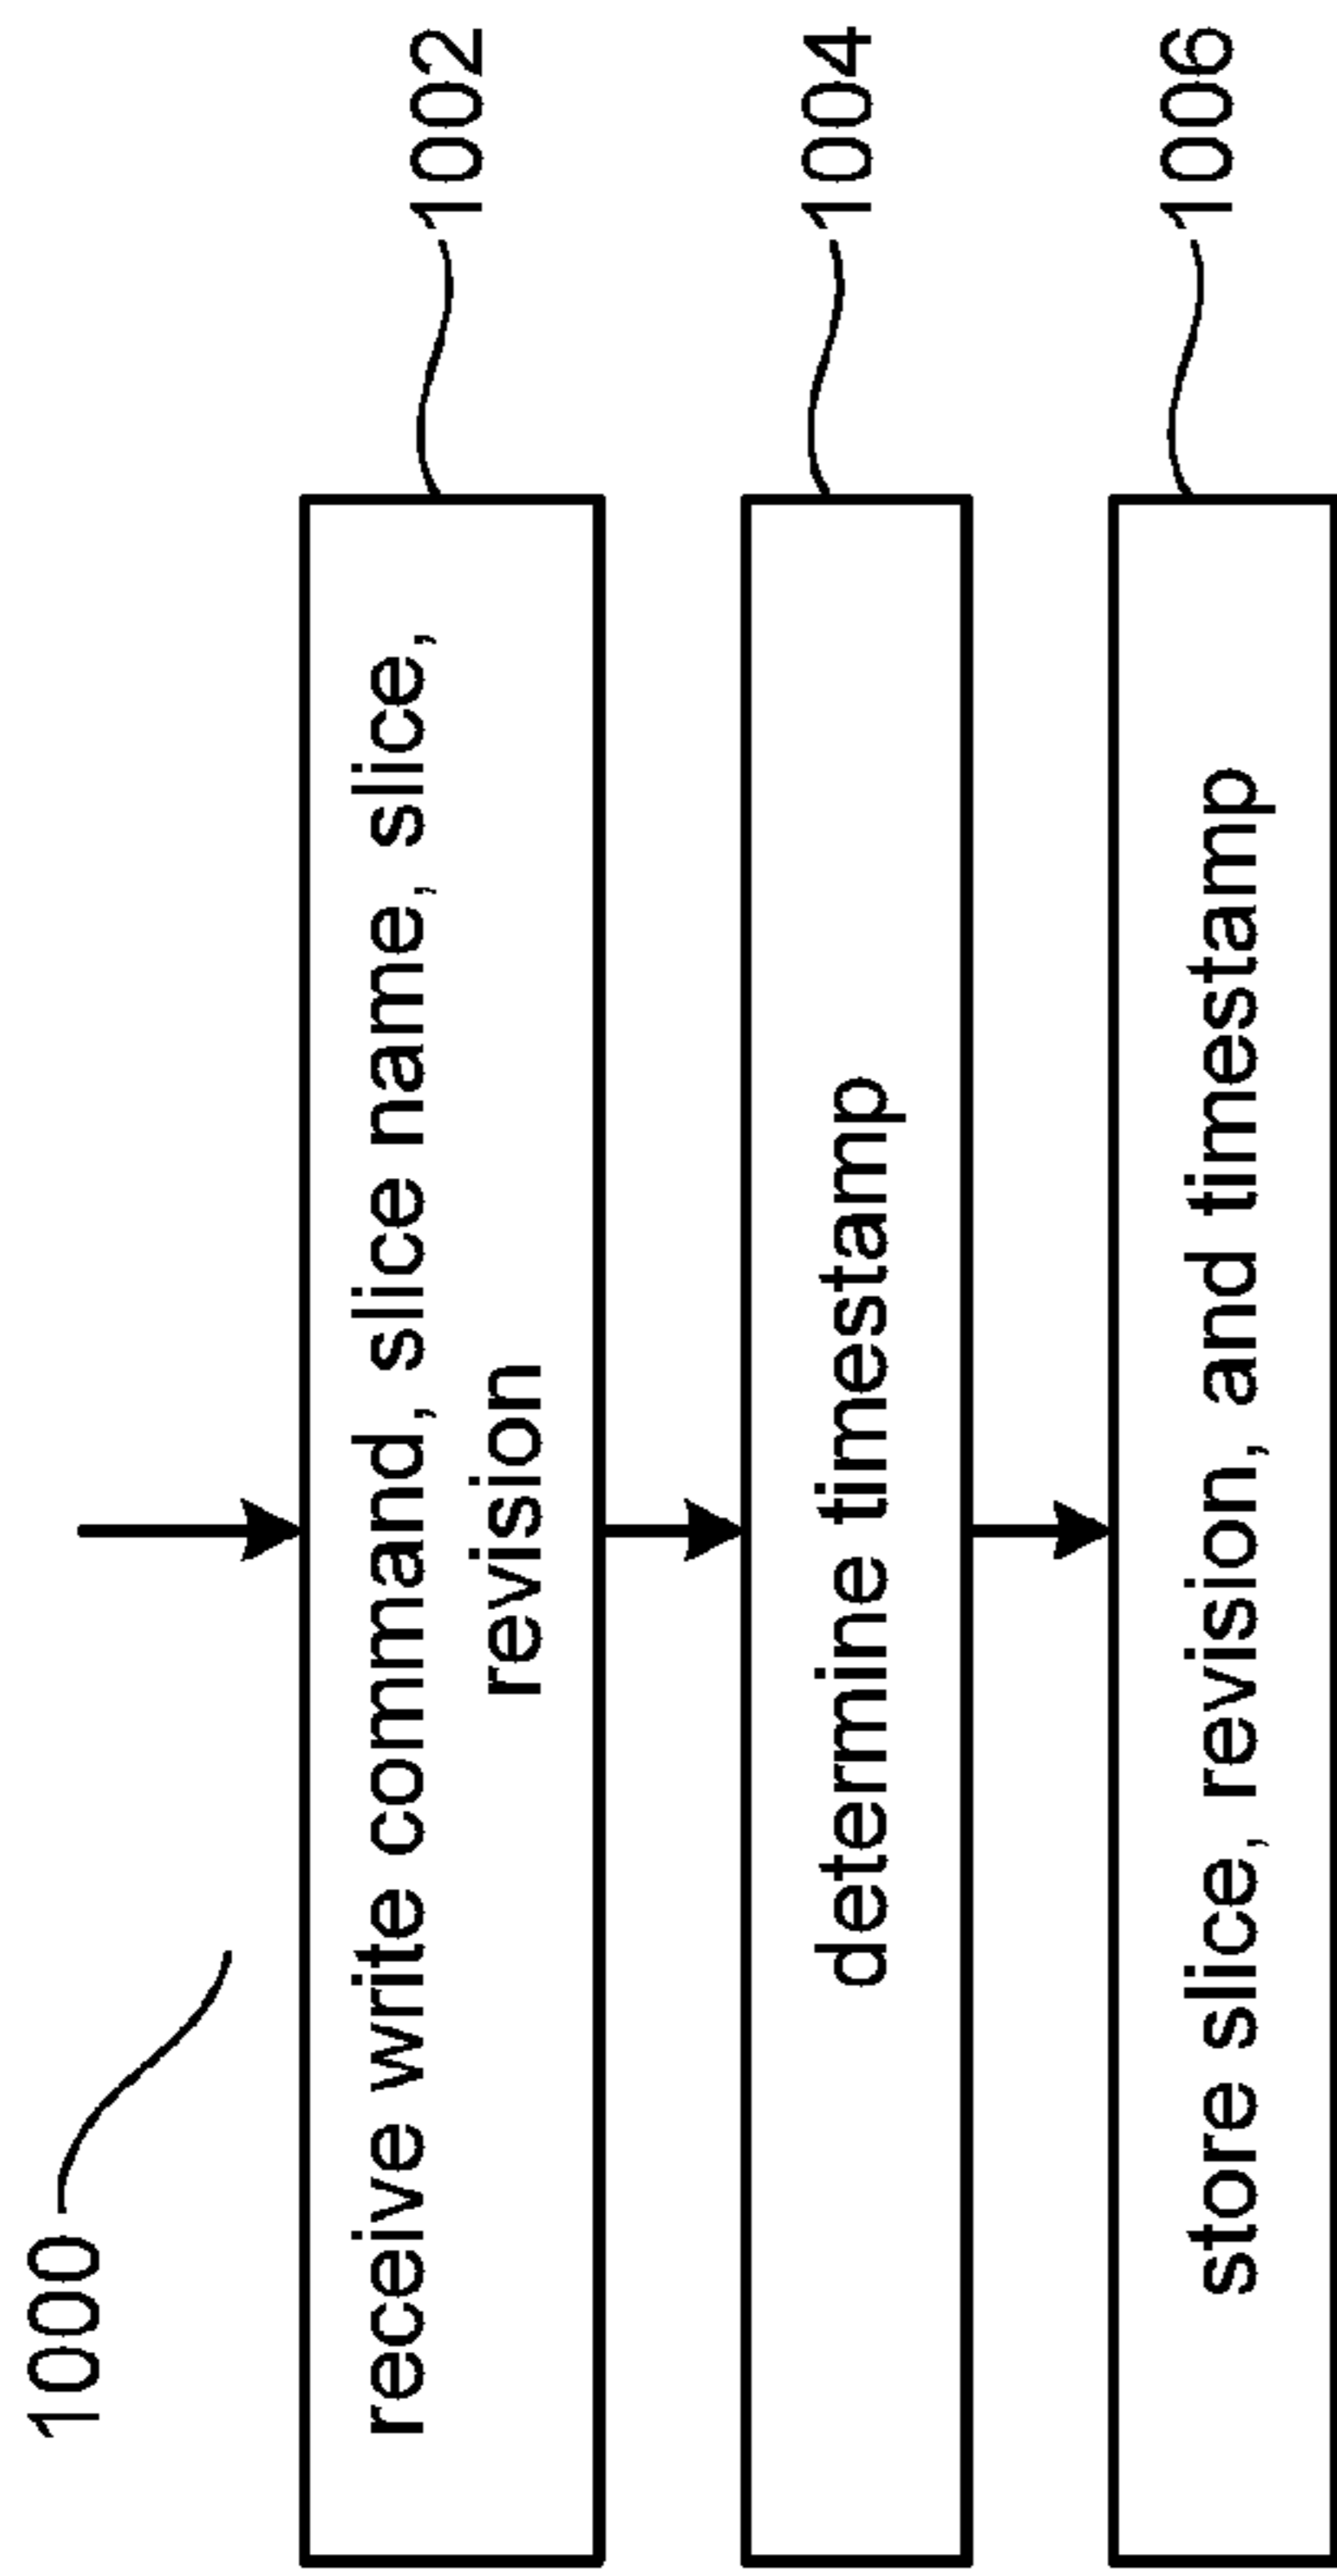 1000
receive write command, slice name, slice,
revision
1002
determine timestamp
1004
store slice, revision, and timestamp
1006